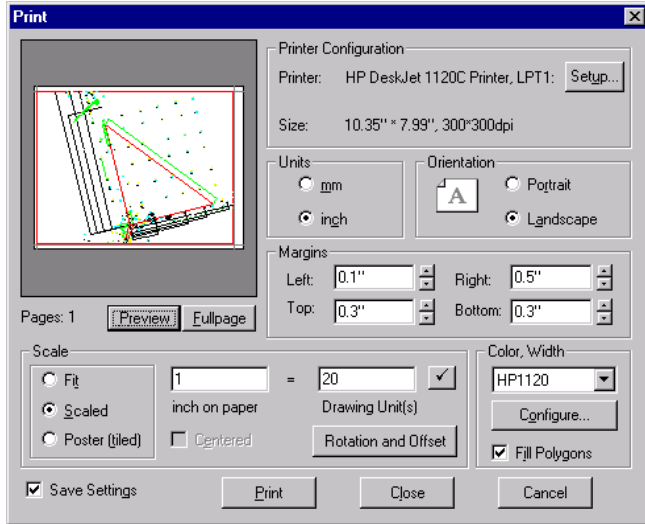 Print
Printer Configuration
Printer: HP DeskJet 1120C Printer, LPT1: Setup...
Size: 10.35'' * 7.99'', 300*300dpi
Units
mm
inch
Orientation
A
Portrait
Landscape
Margins
Left: 0.1'' Right: 0.5''
Top: 0.3'' Bottom: 0.3''
Pages: 1 Preview Fullpage
Scale
Fit
Scaled
Poster (tiled)
1 = 20
inch on paper Drawing Unit(s)
Centered Rotation and Offset
Color, Width
HP1120
Configure...
Fill Polygons
Save Settings Print Close Cancel